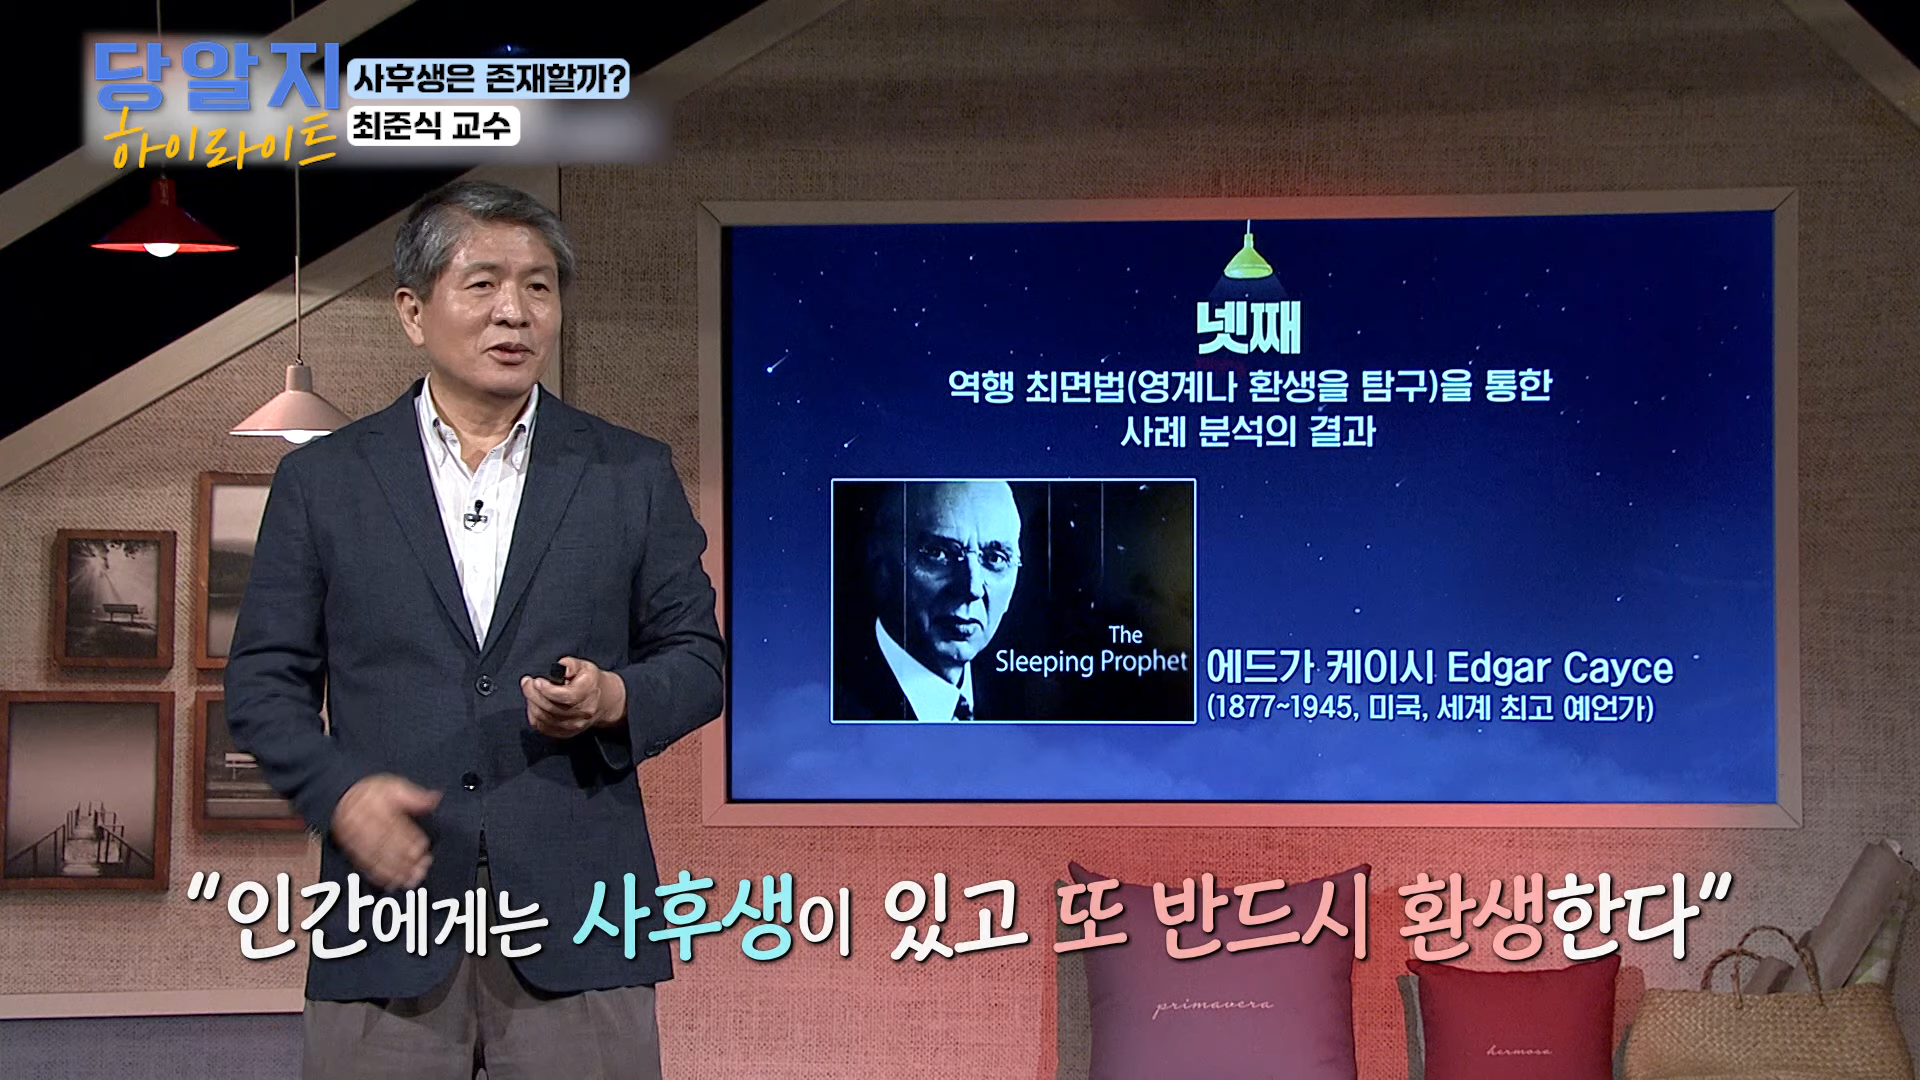 당알지
하이라이트
사후생은 존재할까?
최준식 교수
넷째
역행 최면법(영계나 환생을 탐구)을 통한
사례 분석의 결과
The
Sleeping Prophet
에드가 케이시 Edgar Cayce
(1877~1945, 미국, 세계 최고 예언가)
“인간에게는 사후생이 있고 또 반드시 환생한다”
primavera
hermosa